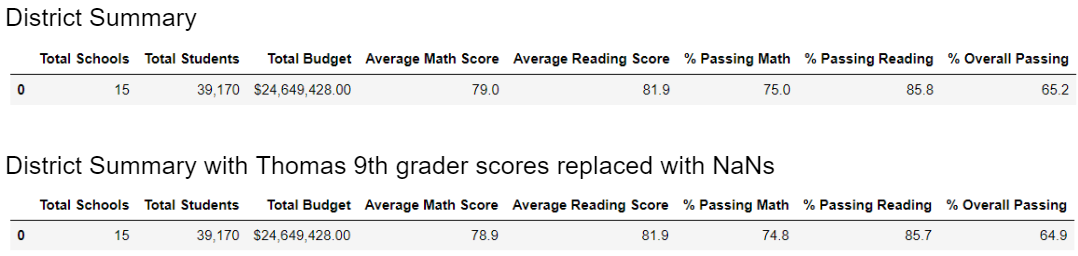 District Summary
Total Schools Total Students Total Budget Average Math Score Average Reading Score % Passing Math % Passing Reading % Overall Passing
0 15 39,170 $24,649,428.00 79.0 81.9 75.0 85.8 65.2
District Summary with Thomas 9th grader scores replaced with NaNs
Total Schools Total Students Total Budget Average Math Score Average Reading Score % Passing Math % Passing Reading % Overall Passing
0 15 39,170 $24,649,428.00 78.9 81.9 74.8 85.7 64.9